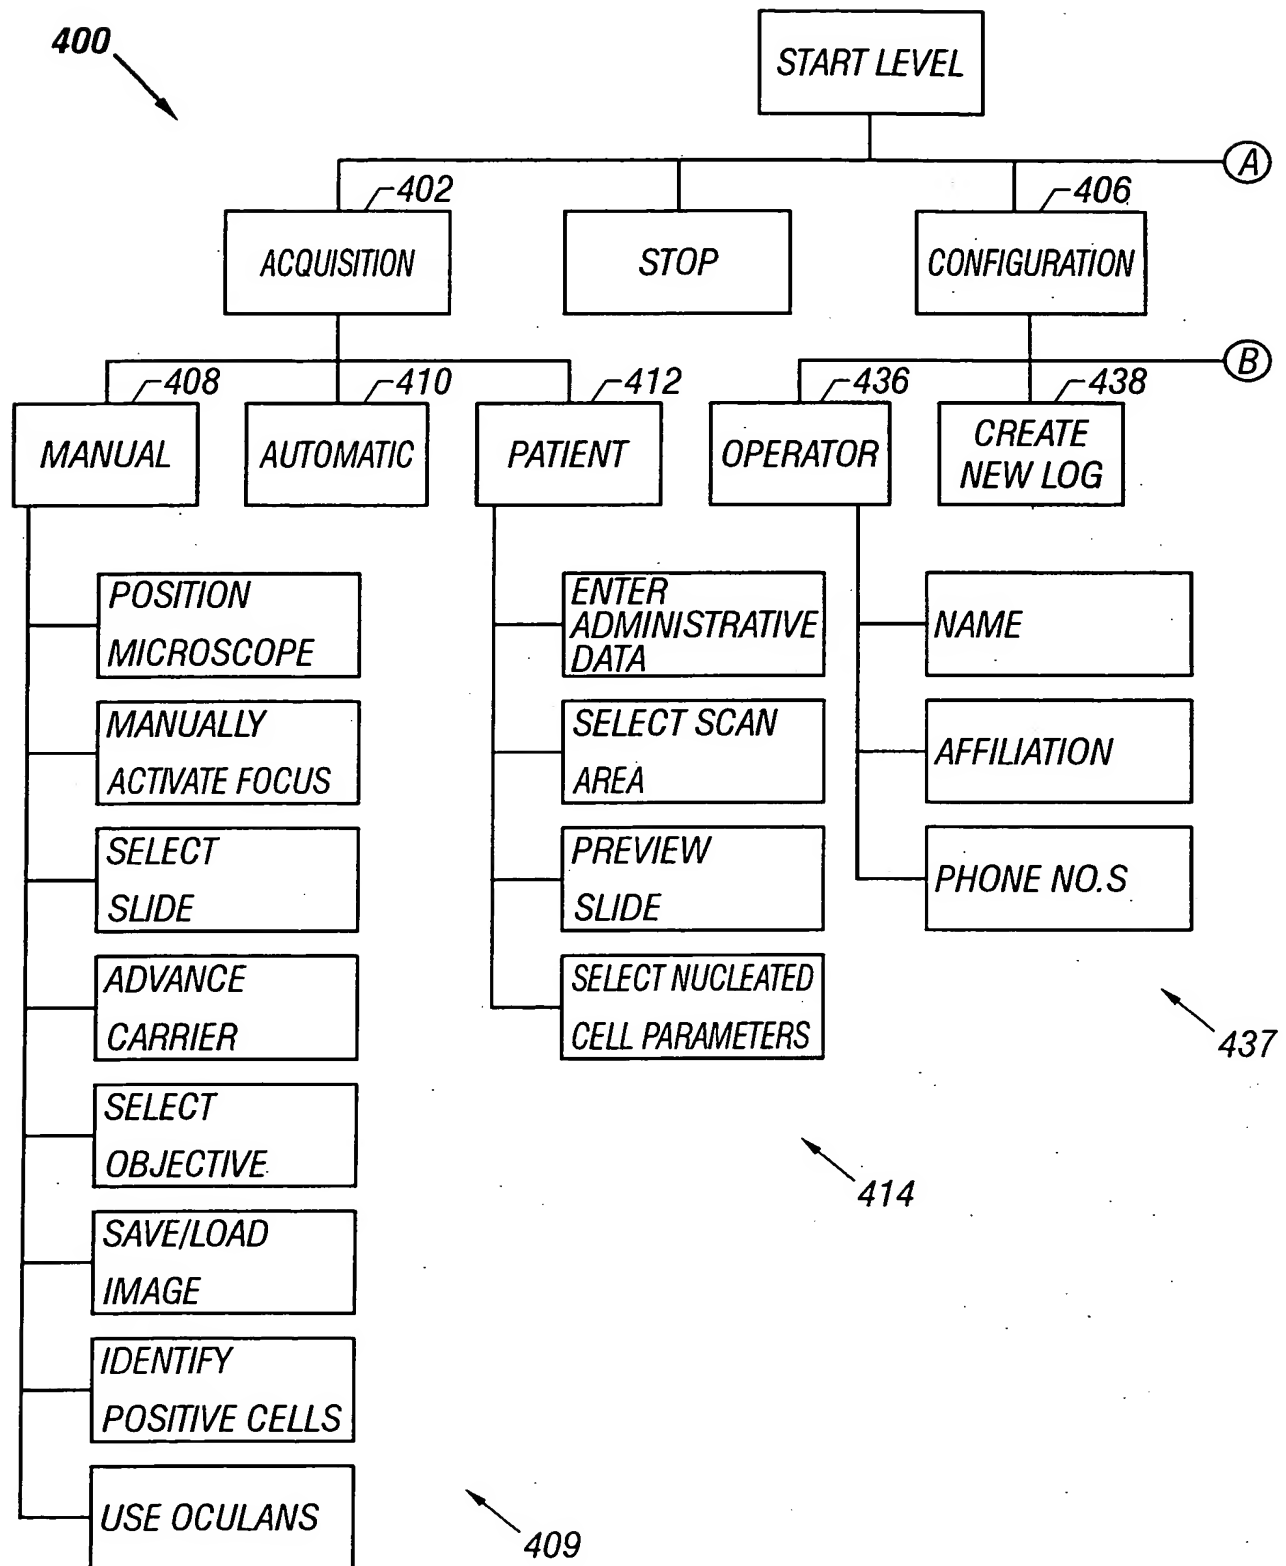 400
START LEVEL
A
402
406
ACQUISITION
STOP
CONFIGURATION
B
408
410
412
436
438
MANUAL
AUTOMATIC
PATIENT
OPERATOR
CREATE
NEW LOG
POSITION
MICROSCOPE
MANUALLY
ACTIVATE FOCUS
SELECT
SLIDE
ADVANCE
CARRIER
SELECT
OBJECTIVE
SAVE/LOAD
IMAGE
IDENTIFY
POSITIVE CELLS
USE OCULANS
409
ENTER
ADMINISTRATIVE
DATA
SELECT SCAN
AREA
PREVIEW
SLIDE
SELECT NUCLEATED
CELL PARAMETERS
414
NAME
AFFILIATION
PHONE NO.S
437